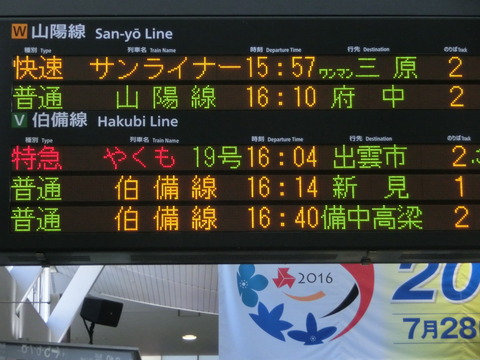 W 山陽線 San-yō Line
種別 Type 列車名 Train Name 時刻 Departure Time 行先 Destination のりば Track
快速 サンライナー 15:57 ワンマン 三原 2
普通 山陽線 16:10 府中 2
V 伯備線 Hakubi Line
種別 Type 列車名 Train Name 時刻 Departure Time 行先 Destination のりば Track
特急 やくも 19号 16:04 出雲市 2
普通 伯備線 16:14 新見 1
普通 伯備線 16:40 備中高梁 2
2016
20
7月28